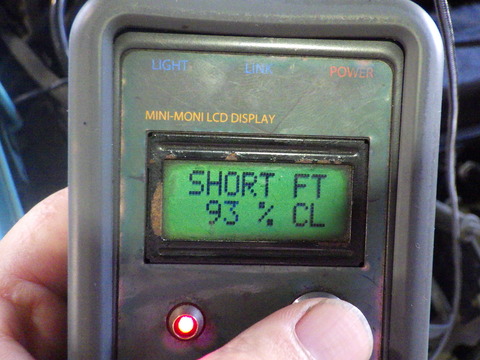 LIGHT LINK POWER
MINI-MONI LCD DISPLAY
SHORT FT
93 % CL